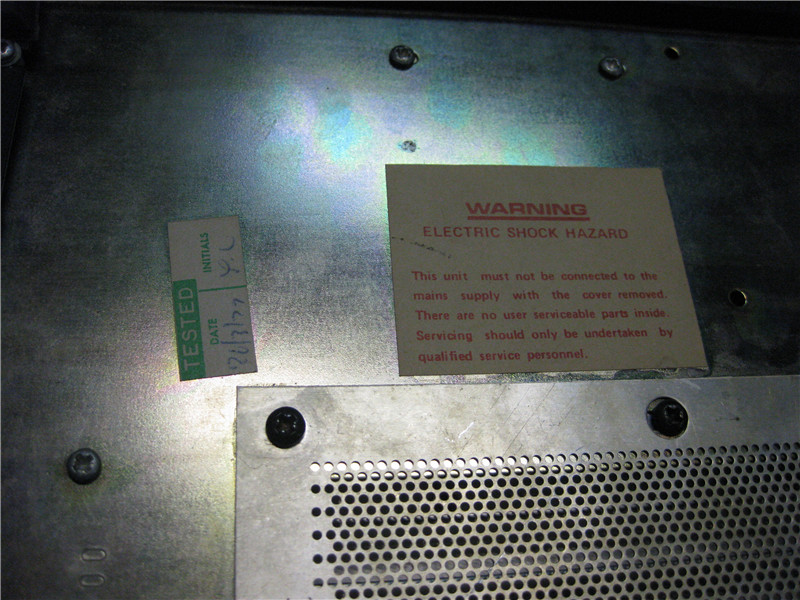 TESTED
DATE
INITIALS
WARNING
ELECTRIC SHOCK HAZARD
This unit must not be connected to the
mains supply with the cover removed.
There are no user serviceable parts inside.
Servicing should only be undertaken by
qualified service personnel.